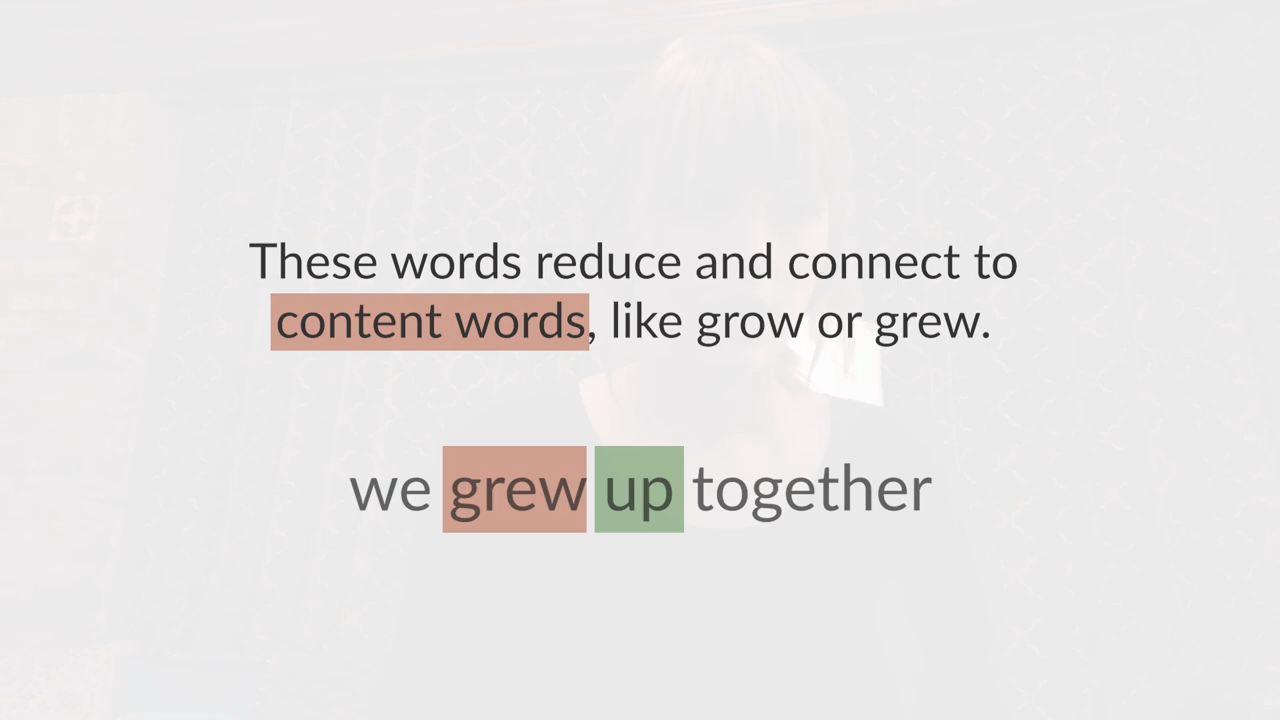 These words reduce and connect to
content words, like grow or grew.
we grew up together